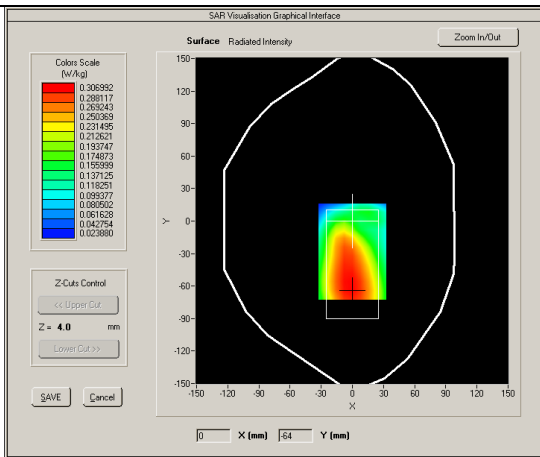 SAR Visualisation Graphical Interface
Surface Radiated Intensity
Zoom In/Out
Colors Scale
(W/kg)
0.306992
0.288117
0.269243
0.250369
0.231495
0.212621
0.193747
0.174873
0.155999
0.137125
0.118251
0.099377
0.080502
0.061628
0.042754
0.023880
Z-Cuts Control
<< Upper Cut
Z = 4.0 mm
Lower Cut >>
SAVE Cancel
150-
120-
90-
60-
30-
0-
-30-
-60-
-90-
-120-
-150-
Y
-150 -120 -90 -60 -30 0 30 60 90 120 150
X
0 X (mm) -64 Y (mm)